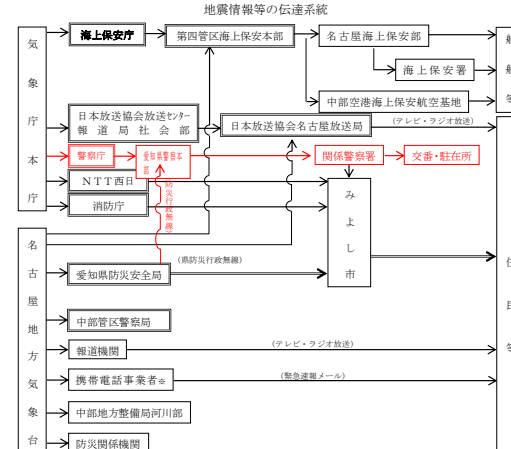 地震情報等の伝達系統
気象庁本庁
海上保安庁
第四管区海上保安本部
名古屋海上保安部
海上保安署
中部空港海上保安航空基地
日本放送協会放送センター
報道局社会部
日本放送協会名古屋放送局
(テレビ・ラジオ放送)
警察庁
愛知県警察本
部
関係警察署
交番・駐在所
NTT西日
消防庁
防災行政無線
みよし市
名古屋地方気象台
愛知県防災安全局
(県防災行政無線)
中部管区警察局
報道機関
(テレビ・ラジオ放送)
携帯電話事業者※
(緊急速報メール)
中部地方整備局河川部
防災関係機関